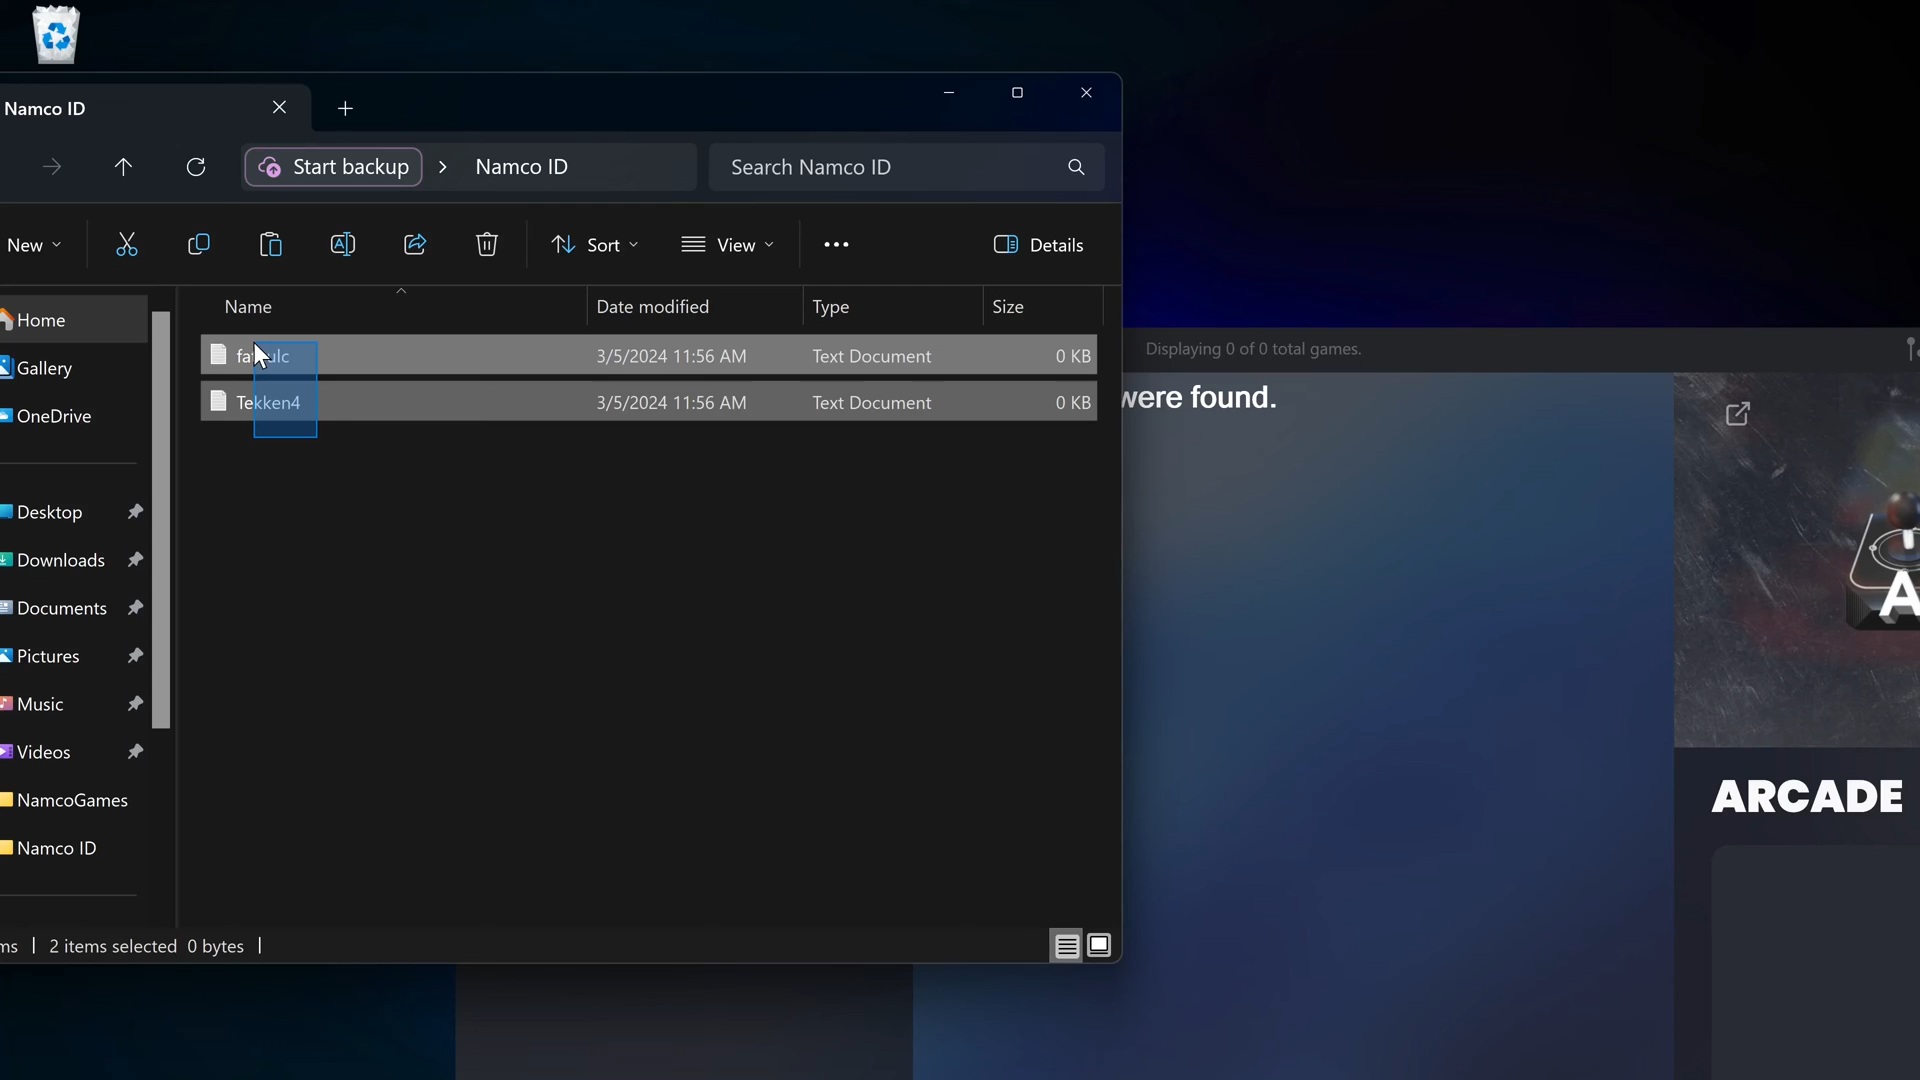 Namco ID
Start backup > Namco ID
Search Namco ID
New
Sort
View
Details
Name
Date modified
Type
Size
3/5/2024 11:56 AM
Text Document
0 KB
Tekken4
3/5/2024 11:56 AM
Text Document
0 KB
Home
Gallery
OneDrive
Desktop
Downloads
Documents
Pictures
Music
Videos
NamcoGames
Namco ID
ms
2 items selected 0 bytes
Displaying 0 of 0 total games.
were found.
A
ARCADE